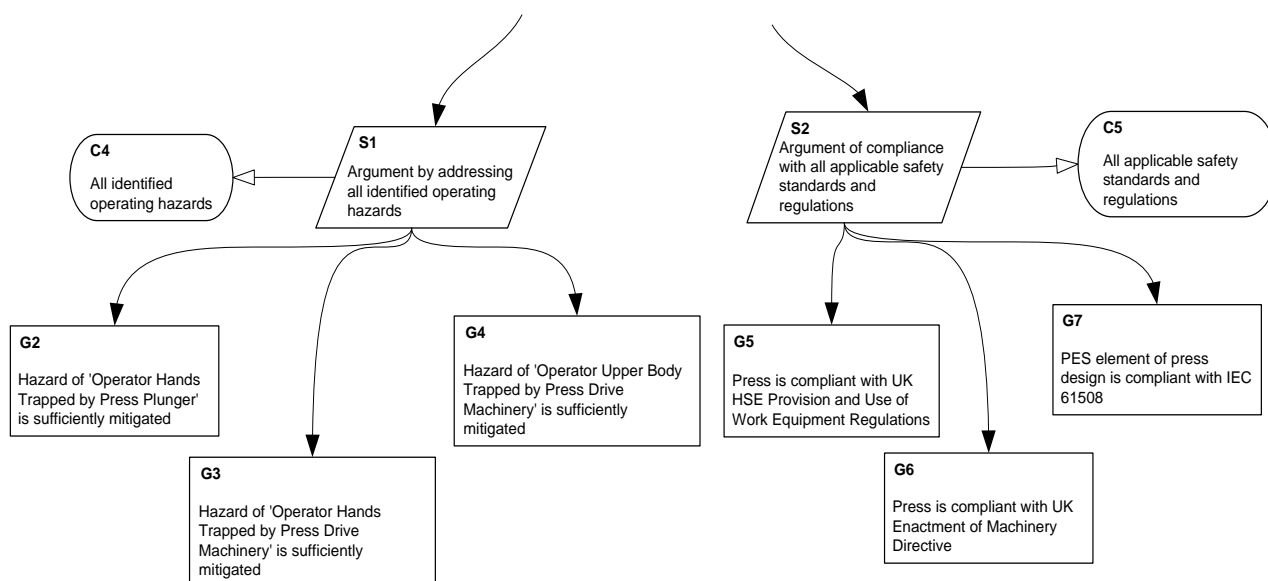 C4
All identified
operating hazards
S1
Argument by addressing
all identified operating
hazards
S2
Argument of compliance
with all applicable safety
standards and
regulations
C5
All applicable safety
standards and
regulations
G2
Hazard of 'Operator Hands
Trapped by Press Plunger'
is sufficiently mitigated
G3
Hazard of 'Operator Hands
Trapped by Press Drive
Machinery' is sufficiently
mitigated
G4
Hazard of 'Operator Upper Body
Trapped by Press Drive
Machinery' is sufficiently
mitigated
G5
Press is compliant with UK
HSE Provision and Use of
Work Equipment Regulations
G6
Press is compliant with UK
Enactment of Machinery
Directive
G7
PES element of press
design is compliant with IEC
61508